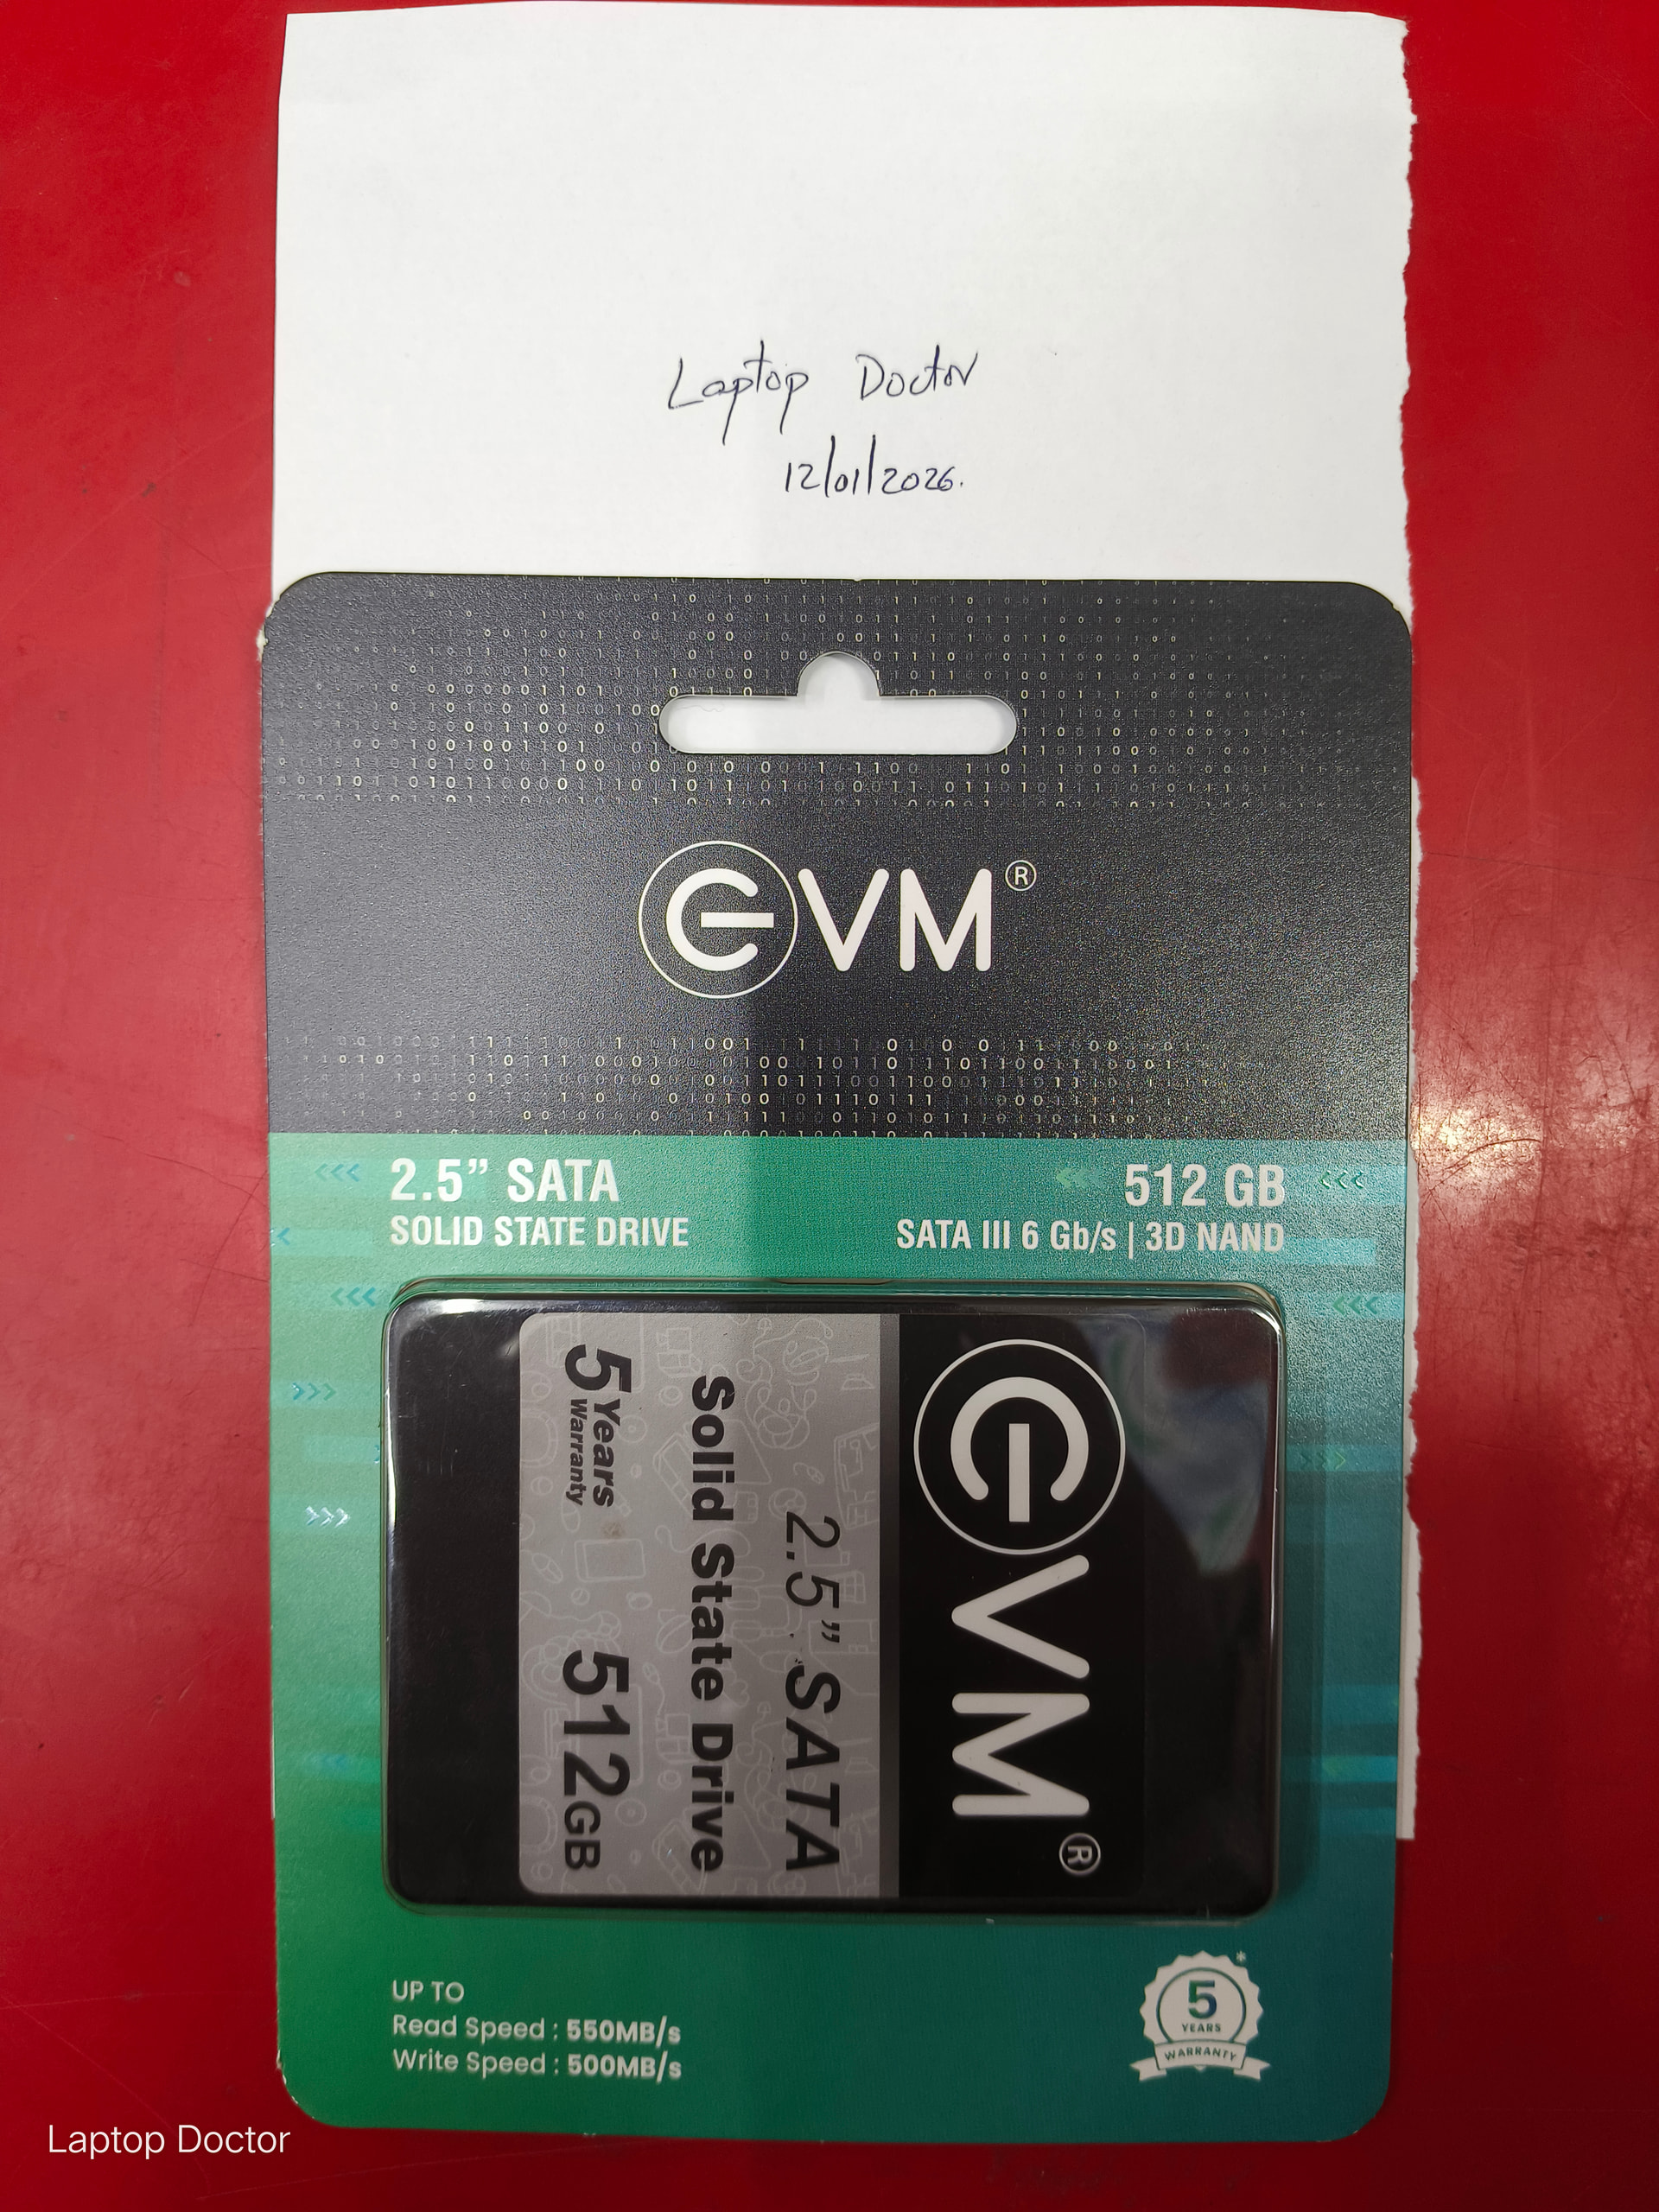 Laptop Doctor
12/01/2026.
EVM®
2.5” SATA
SOLID STATE DRIVE
512 GB
SATA III 6 Gb/s | 3D NAND
EVM®
2.5” SATA
Solid State Drive
5 Years Warranty 512GB
UP TO
Read Speed : 550MB/s
Write Speed : 500MB/s
*
5
YEARS
WARRANTY
Laptop Doctor